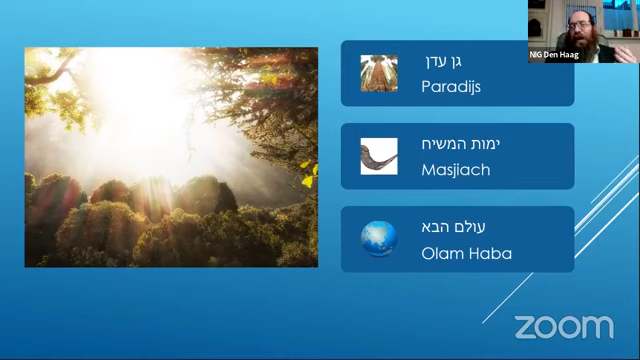 NIG Den Haag
גן עדן
Paradijs
ימות המשיח
Masjiach
עולם הבא
Olam Haba
zoom